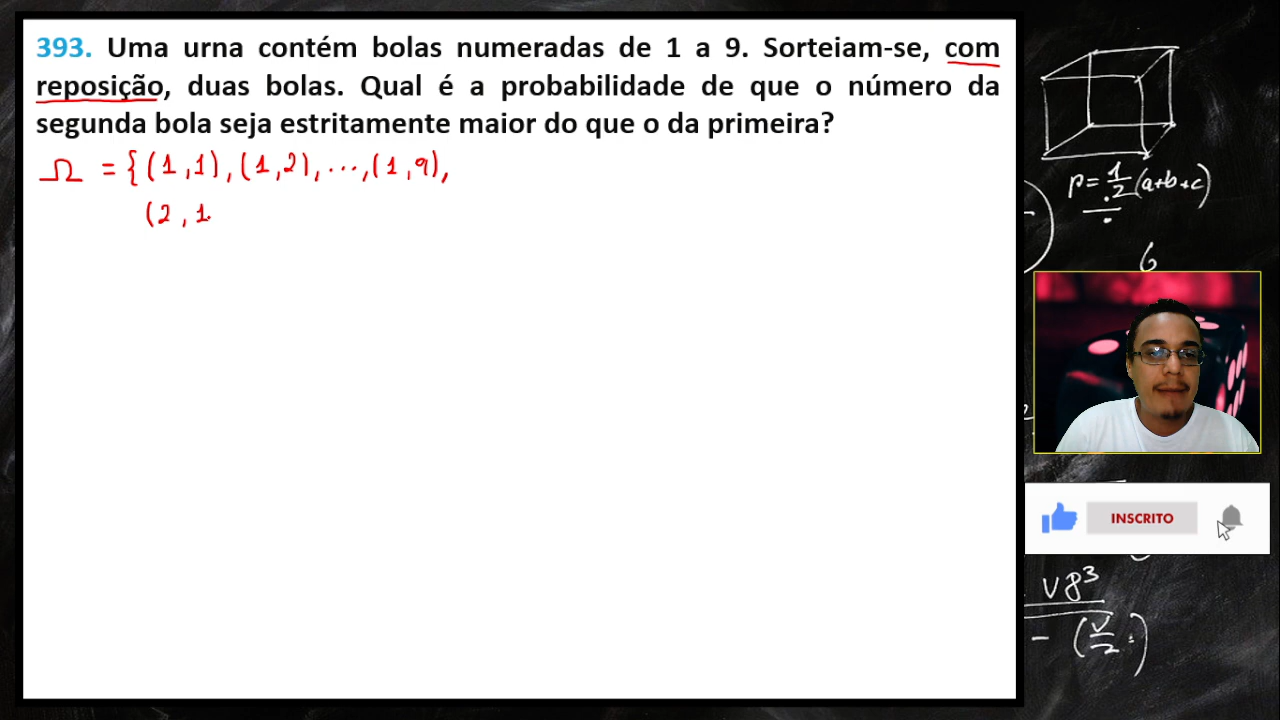 393. Uma urna contém bolas numeradas de 1 a 9. Sorteiam-se, com
reposição, duas bolas. Qual é a probabilidade de que o número da
segunda bola seja estritamente maior do que o da primeira?
Ω = {(1,1), (1,2), ..., (1,9),
(2,1
p = 1/2 (a+b+c)
6
INSCRITO
V8³
- (V/2